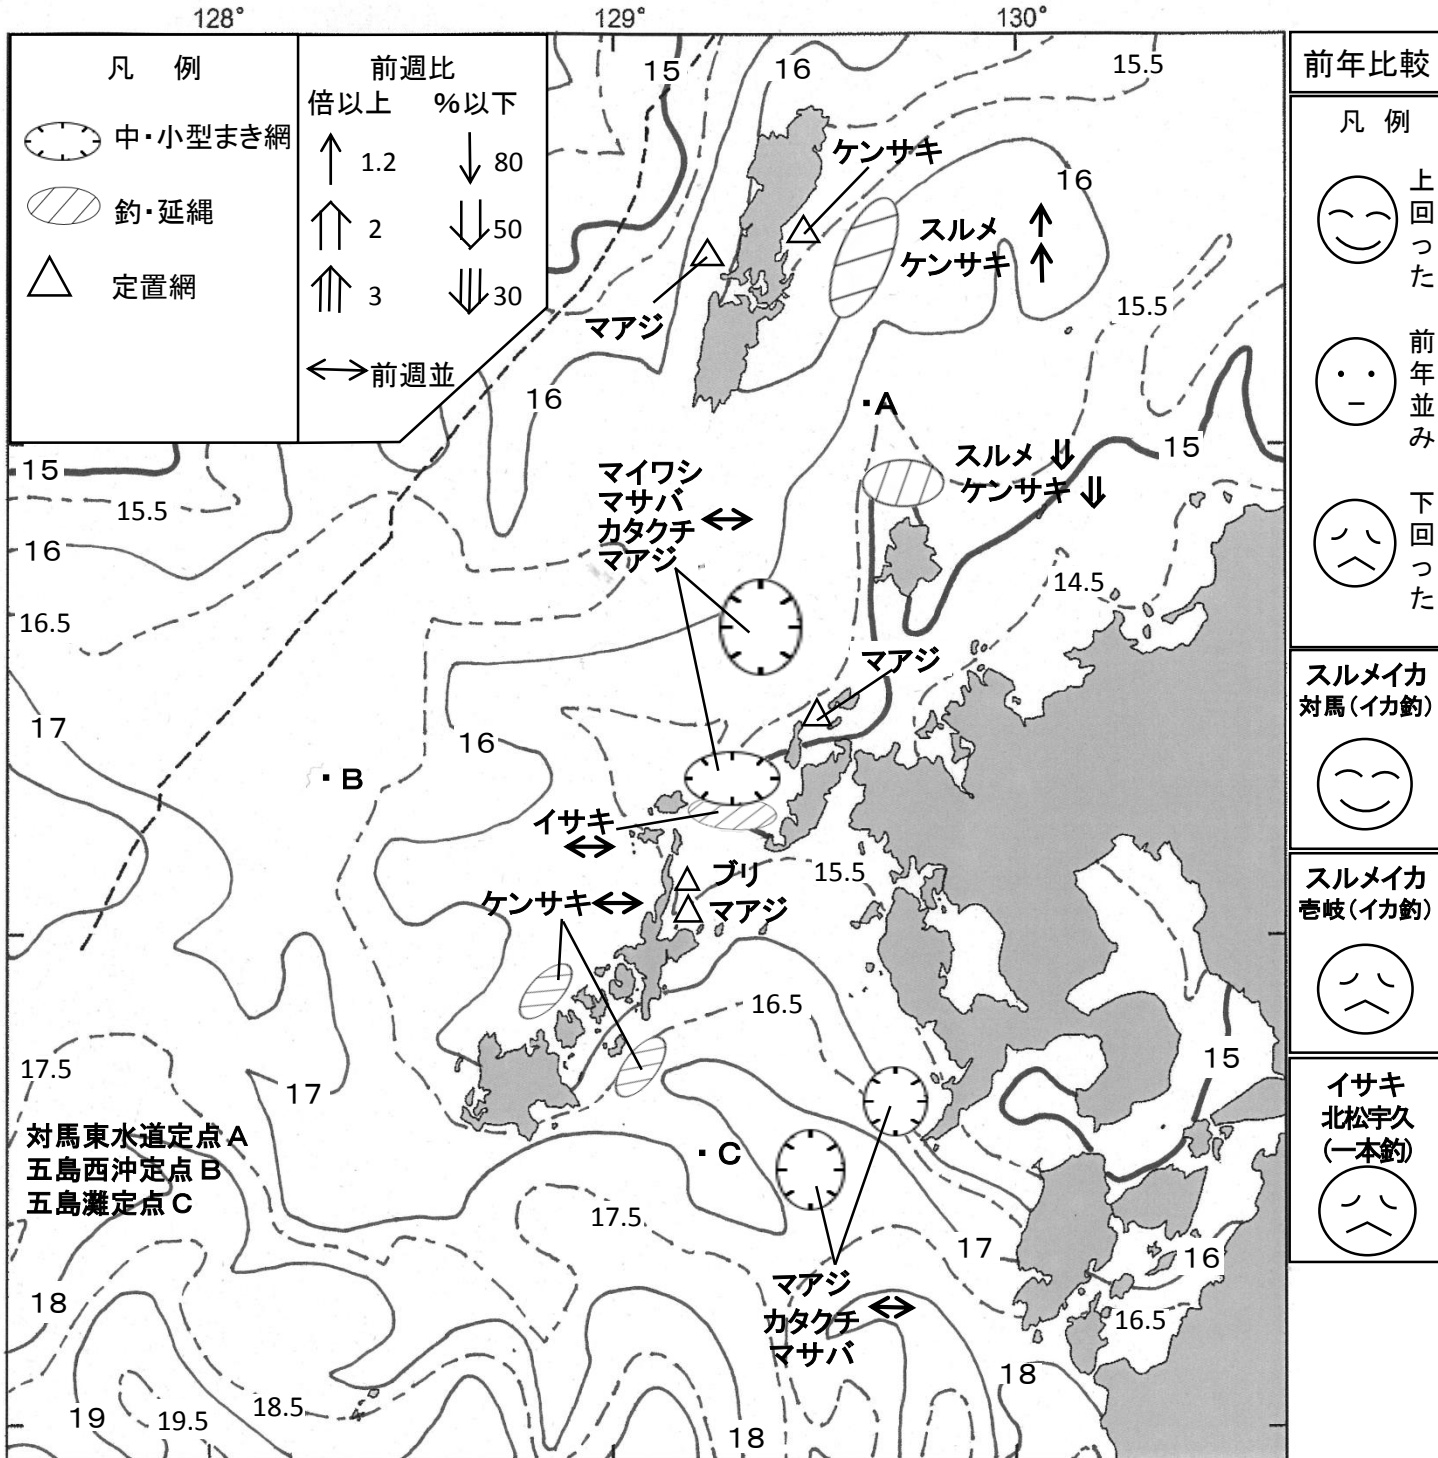 128°
129°
130°
凡 例
中・小型まき網
釣・延縄
定置網
前週比
倍以上 %以下
1.2 80
2 50
3 30
前週並
15
16
15.5
ケンサキ
16
スルメ
ケンサキ
マアジ
15.5
16
A
スルメ
ケンサキ
15
15
15.5
16
16.5
マイワシ
マサバ
カタクチ
マアジ
14.5
マアジ
17
16
B
イサキ
ブリ
マアジ
15.5
ケンサキ
16.5
17.5
17
15
対馬東水道定点A
五島西沖定点B
五島灘定点C
C
17.5
17
16
16.5
18
マアジ
カタクチ
マサバ
18
19
19.5
18.5
18
前年比較
凡 例
上回った
前年並み
下回った
スルメイカ
対馬(イカ釣)
スルメイカ
壱岐(イカ釣)
イサキ
北松宇久
(一本釣)